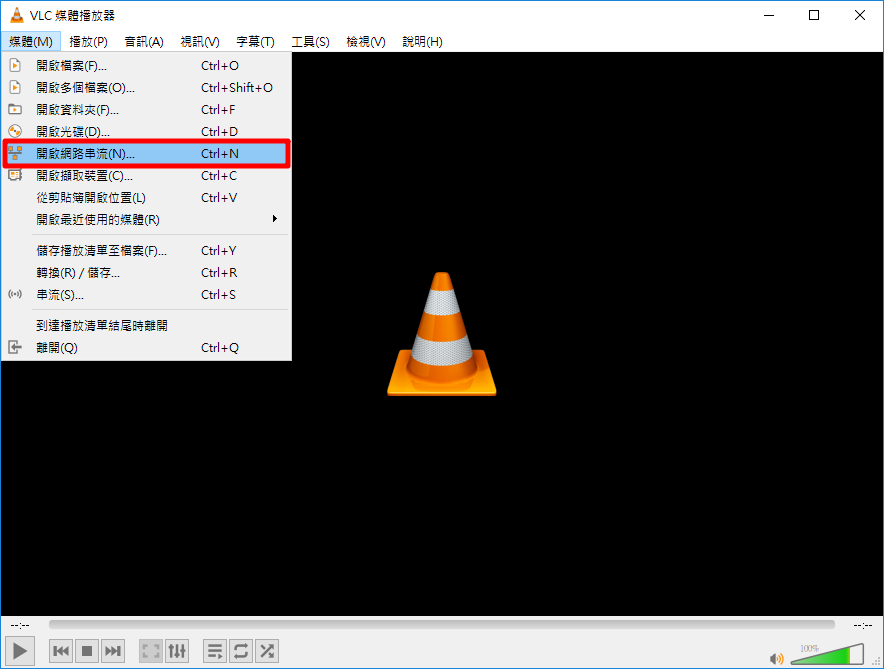 VLC 媒體播放器
媒體(M) 播放(P) 音訊(A) 視訊(V) 字幕(T) 工具(S) 檢視(V) 說明(H)
開啟檔案(F)... Ctrl+O
開啟多個檔案(O)... Ctrl+Shift+O
開啟資料夾(F)... Ctrl+F
開啟光碟(D)... Ctrl+D
開啟網路串流(N)... Ctrl+N
開啟擷取裝置(C)... Ctrl+C
從剪貼簿開啟位置(L) Ctrl+V
開啟最近使用的媒體(R)
儲存播放清單至檔案(F)... Ctrl+Y
轉換(R) / 儲存... Ctrl+R
串流(S)... Ctrl+S
到達播放清單結尾時離開
離開(Q) Ctrl+Q
--:-- --:--
100%